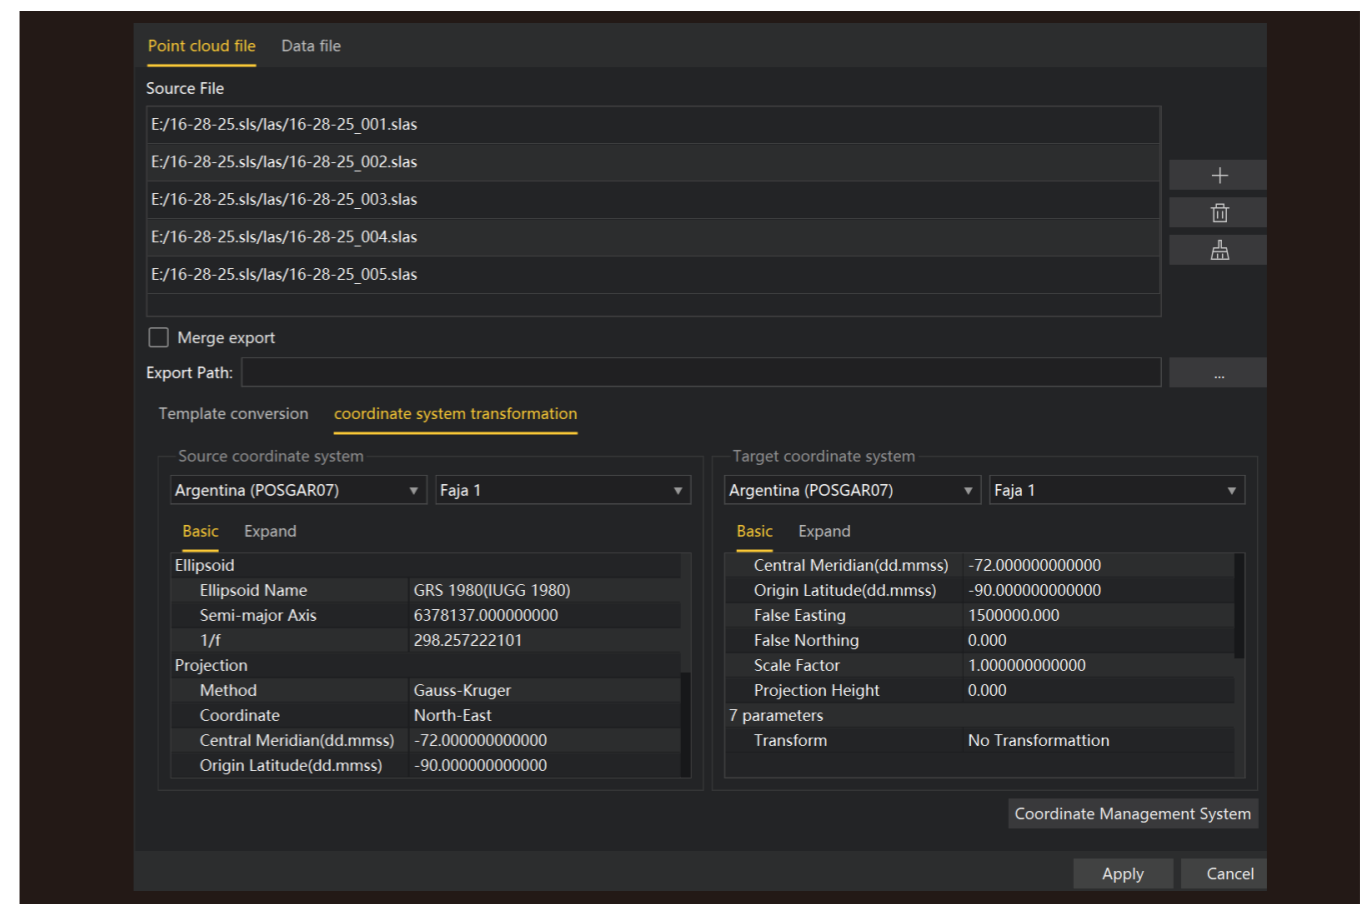 Point cloud file Data file
Source File
E:/16-28-25.sls/las/16-28-25_001.slas
E:/16-28-25.sls/las/16-28-25_002.slas
E:/16-28-25.sls/las/16-28-25_003.slas
E:/16-28-25.sls/las/16-28-25_004.slas
E:/16-28-25.sls/las/16-28-25_005.slas
Merge export
Export Path: ...
Template conversion coordinate system transformation
Source coordinate system
Argentina (POSGAR07) Faja 1
Basic Expand
Ellipsoid
Ellipsoid Name GRS 1980(IUGG 1980)
Semi-major Axis 6378137.000000000
1/f 298.257222101
Projection
Method Gauss-Kruger
Coordinate North-East
Central Meridian(dd.mmss) -72.000000000000
Origin Latitude(dd.mmss) -90.000000000000
Target coordinate system
Argentina (POSGAR07) Faja 1
Basic Expand
Central Meridian(dd.mmss) -72.000000000000
Origin Latitude(dd.mmss) -90.000000000000
False Easting 1500000.000
False Northing 0.000
Scale Factor 1.000000000000
Projection Height 0.000
7 parameters
Transform No Transformattion
Coordinate Management System
Apply Cancel